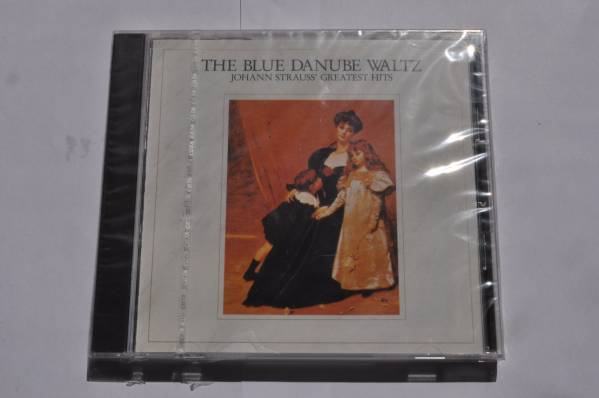 THE BLUE DANUBE WALTZ
JOHANN STRAUSS' GREATEST HITS